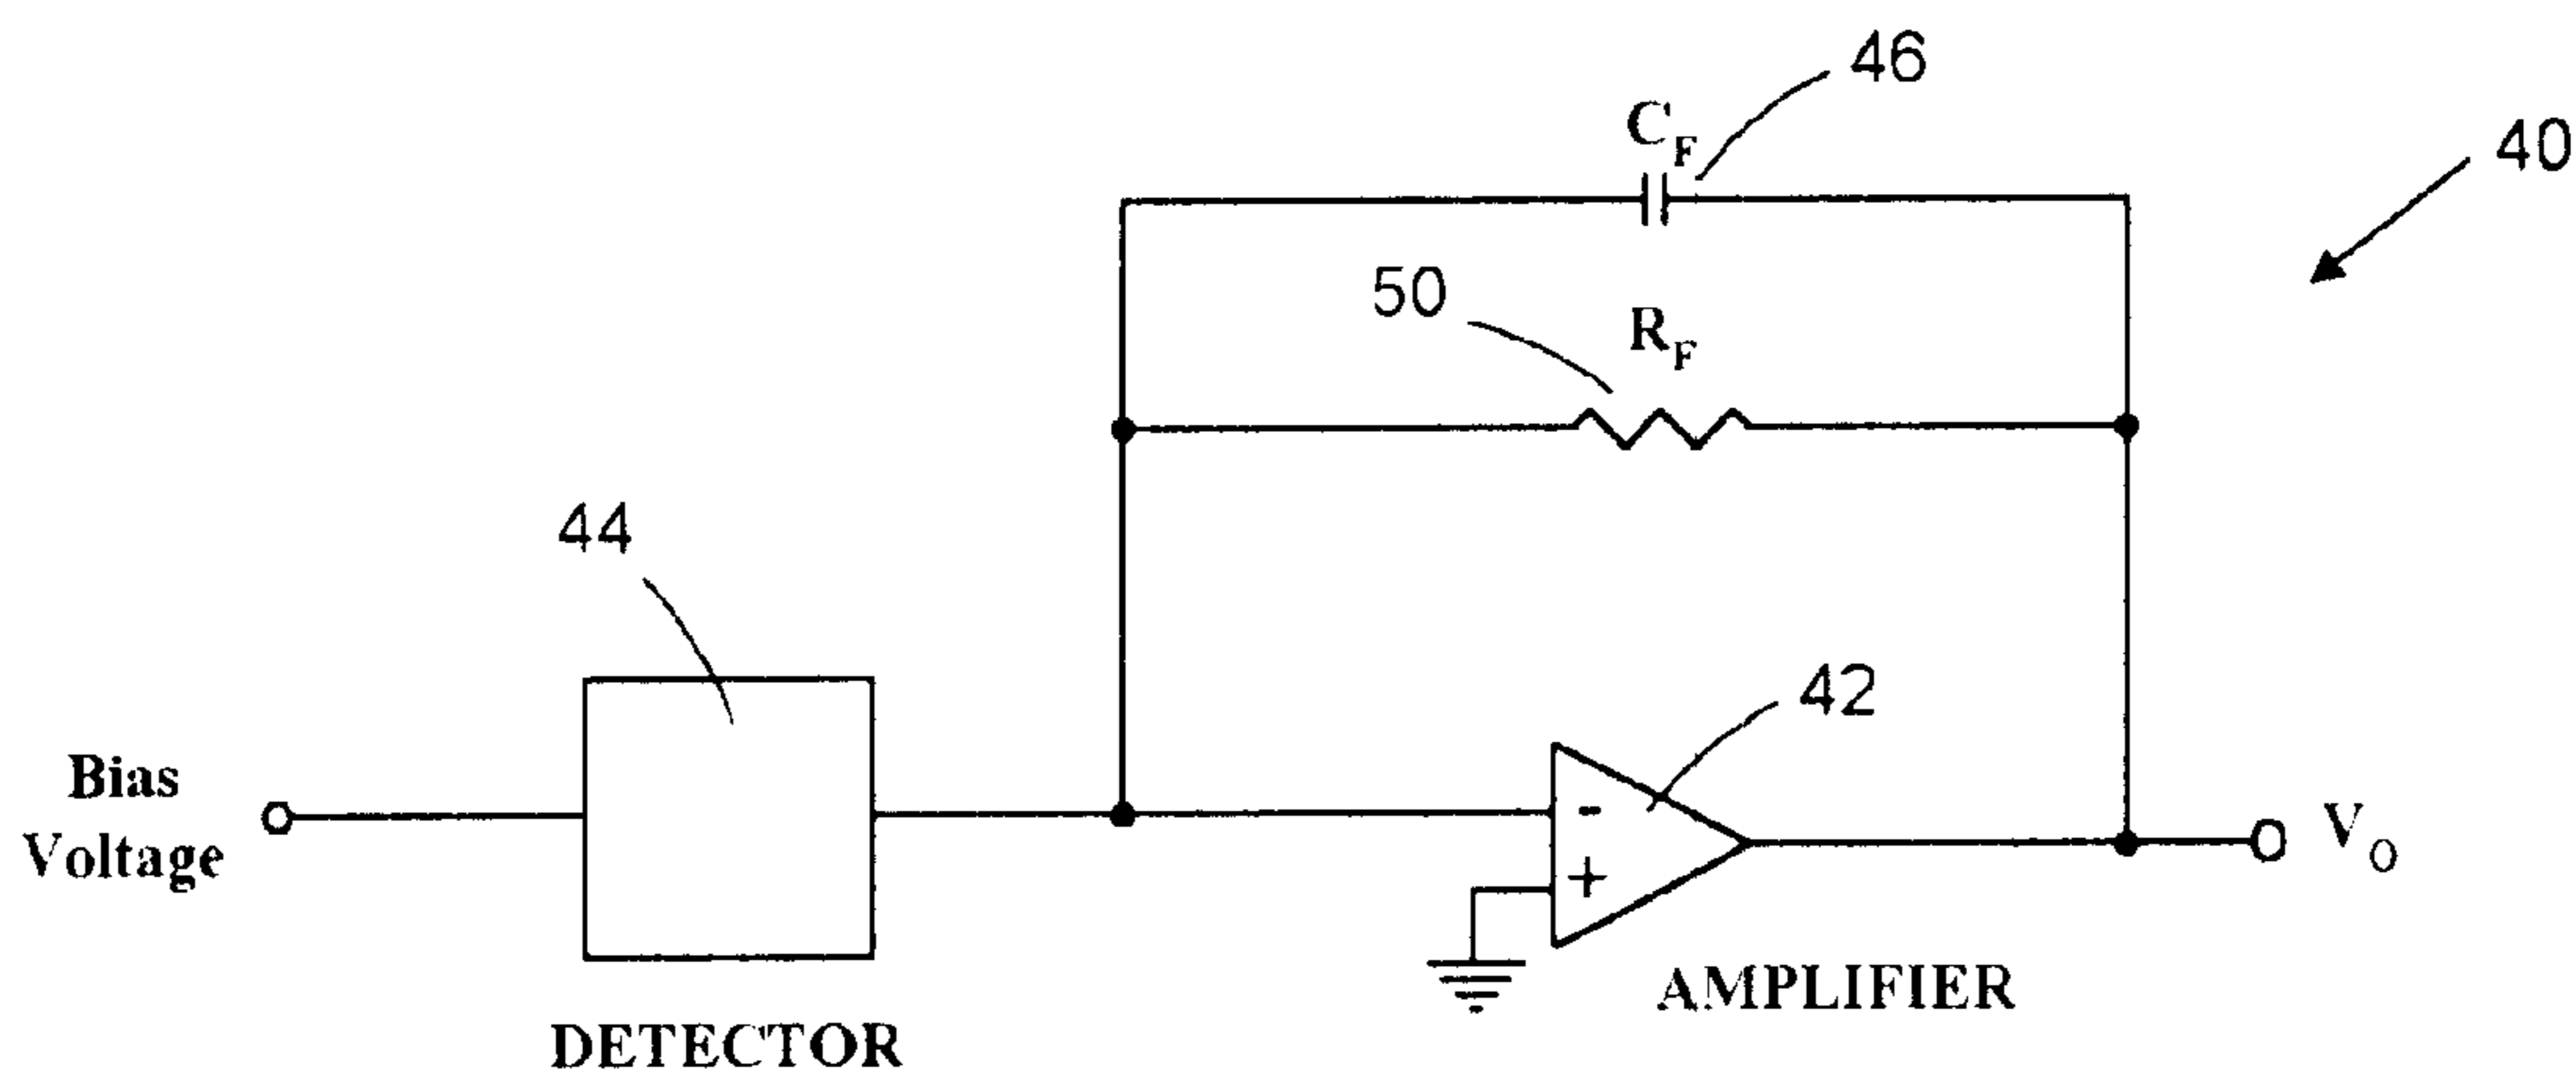 46
C_F
40
50
R_F
44
42
Bias
Voltage
-
+
V_O
AMPLIFIER
DETECTOR